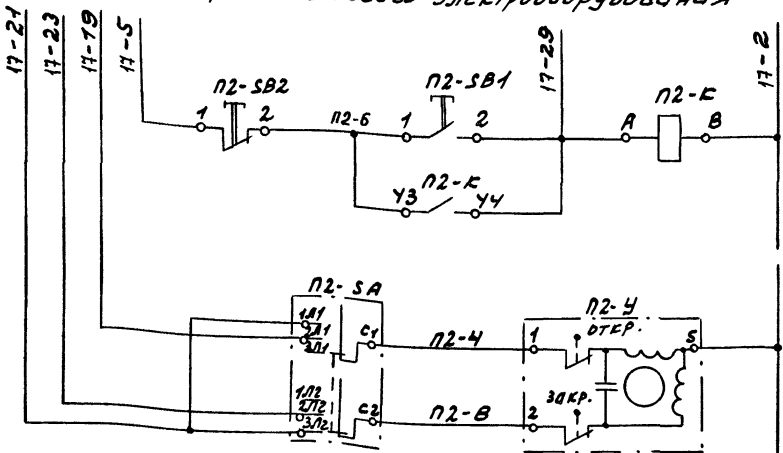 электрооборудования
17-21
17-23
17-19
17-5
17-29
17-2
П2-SB2
1
2
П2-6
П2-SB1
1
2
П2-К
А
В
П2-К
У3
У4
П2-SA
1Л1
2Л1
3Л1
С1
П2-4
П2-У
1
ОТКР.
5
1Л2
2Л2
3Л2
С2
П2-8
2
ЗАКР.